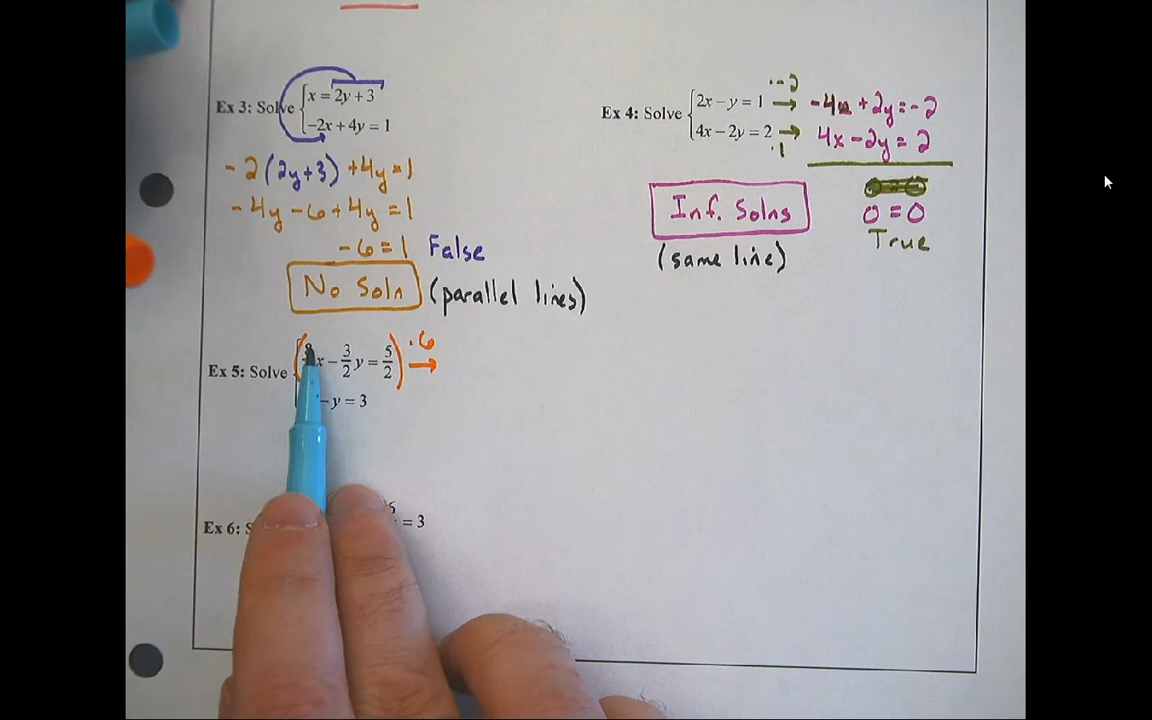 Ex 3: Solve { x = 2y + 3
−2x + 4y = 1
-2(2y+3) +4y=1
-4y-6+4y=1
-6=1 False
No Soln (parallel lines)
Ex 4: Solve { 2x − y = 1 → -4x +2y=-2
·-2
4x − 2y = 2 → 4x -2y= 2
·1
Inf. Solns
0 = 0
(same line)
True
Ex 5: Solve ( x − 3/2 y = 5/2 ) ·6 →
− y = 3
Ex 6:
= 3